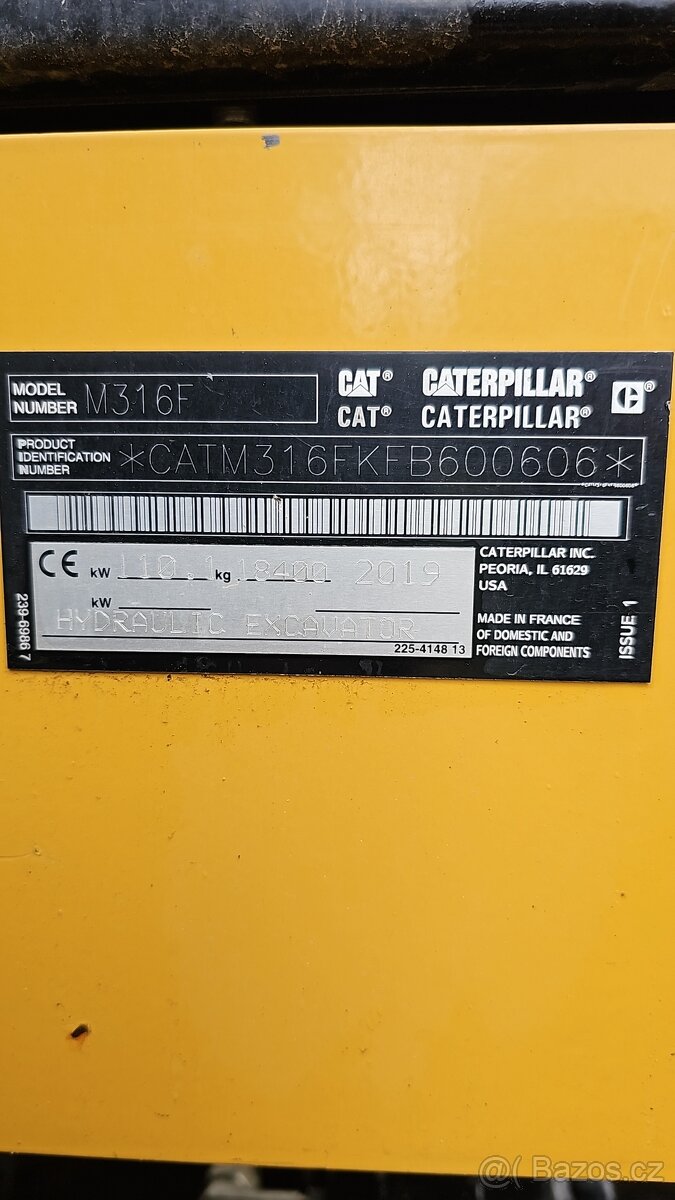 MODEL
NUMBER M316F
CAT® CATERPILLAR® C®
CAT® CATERPILLAR®
PRODUCT
IDENTIFICATION
NUMBER *CATM316FKFB600606*
CE kW 110.1 kg 18400 2019
kW
HYDRAULIC EXCAVATOR
225-4148 13
CATERPILLAR INC.
PEORIA, IL 61629
USA
MADE IN FRANCE
OF DOMESTIC AND
FOREIGN COMPONENTS
ISSUE 1
239-6986 7
@( Bazos.cz